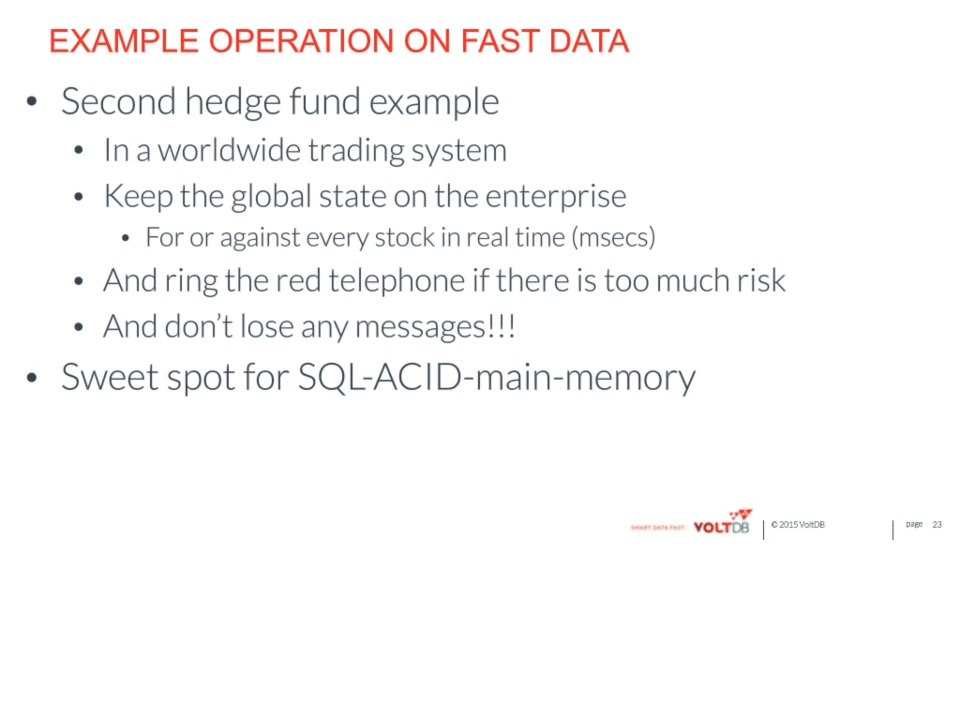 EXAMPLE OPERATION ON FAST DATA
• Second hedge fund example
• In a worldwide trading system
• Keep the global state on the enterprise
• For or against every stock in real time (msecs)
• And ring the red telephone if there is too much risk
• And don’t lose any messages!!!
• Sweet spot for SQL-ACID-main-memory
SMART DATA FAST VOLTDB © 2015 VoltDB page 23